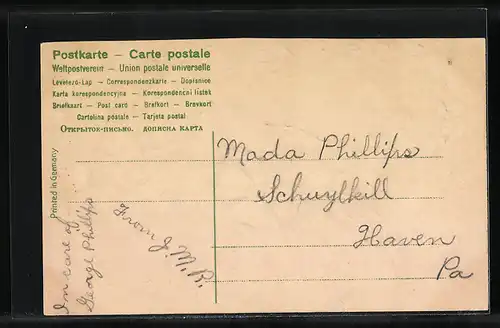 Postkarte – Carte postale
Weltpostverein – Union postale universelle
Levelező-Lap – Correspondenzkarte – Dopisnice
Karta korespondencyjna – Korespondenčni listek
Briefkaart – Post card – Brefkort – Brevkort
Cartolina postale – Tarjeta postal
Открытое-письмо. дописна карта
Printed in Germany
Mada Phillips
Schuylkill
Haven
Pa
In care of
George Phillips
From J.